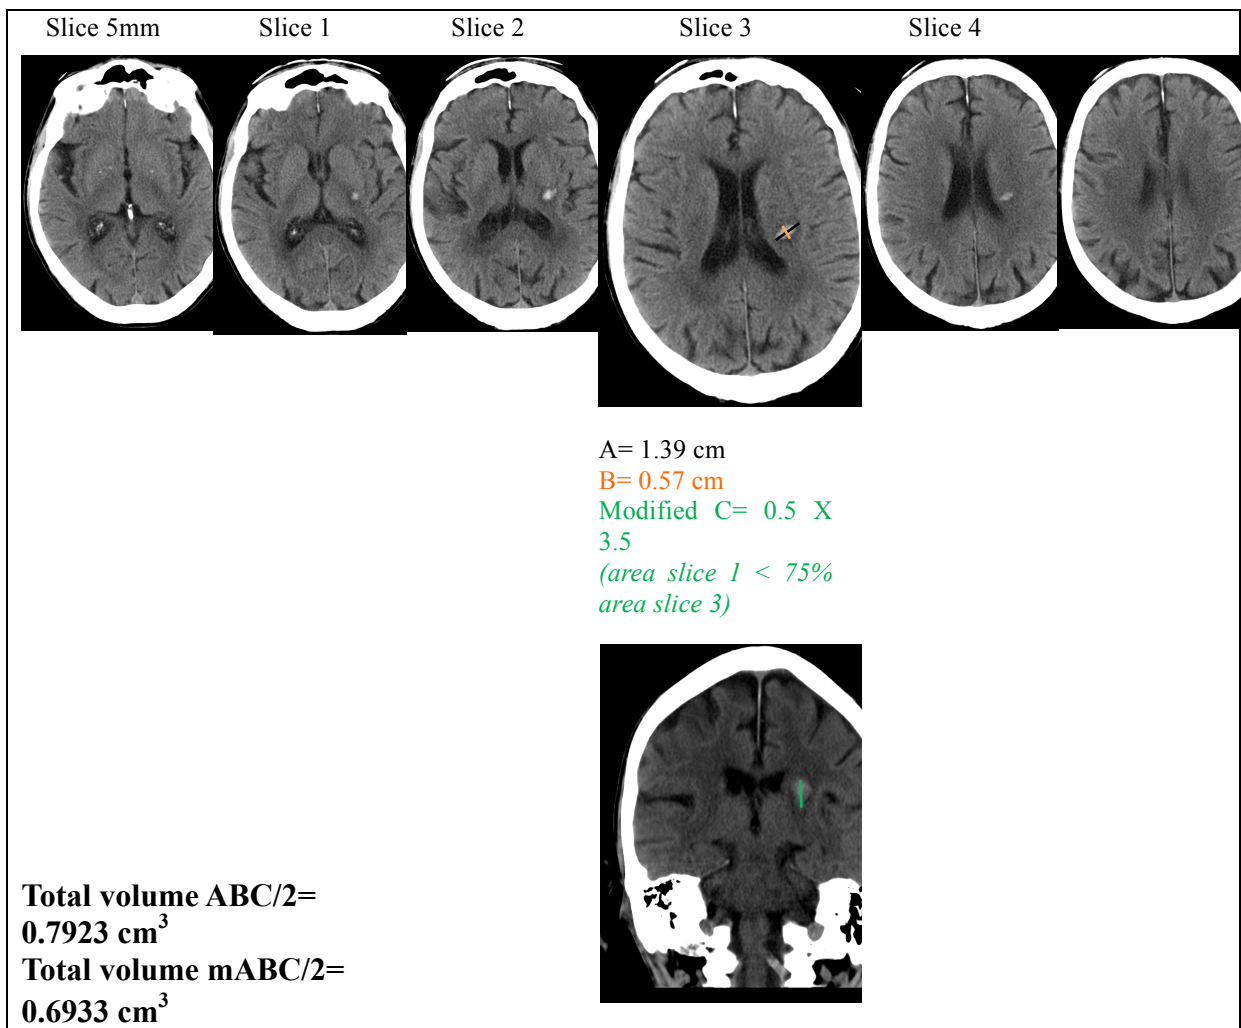 Slice 5mm Slice 1 Slice 2 Slice 3 Slice 4
A= 1.39 cm
B= 0.57 cm
Modified C= 0.5 X
3.5
(area slice 1 < 75%
area slice 3)
Total volume ABC/2=
0.7923 cm³
Total volume mABC/2=
0.6933 cm³